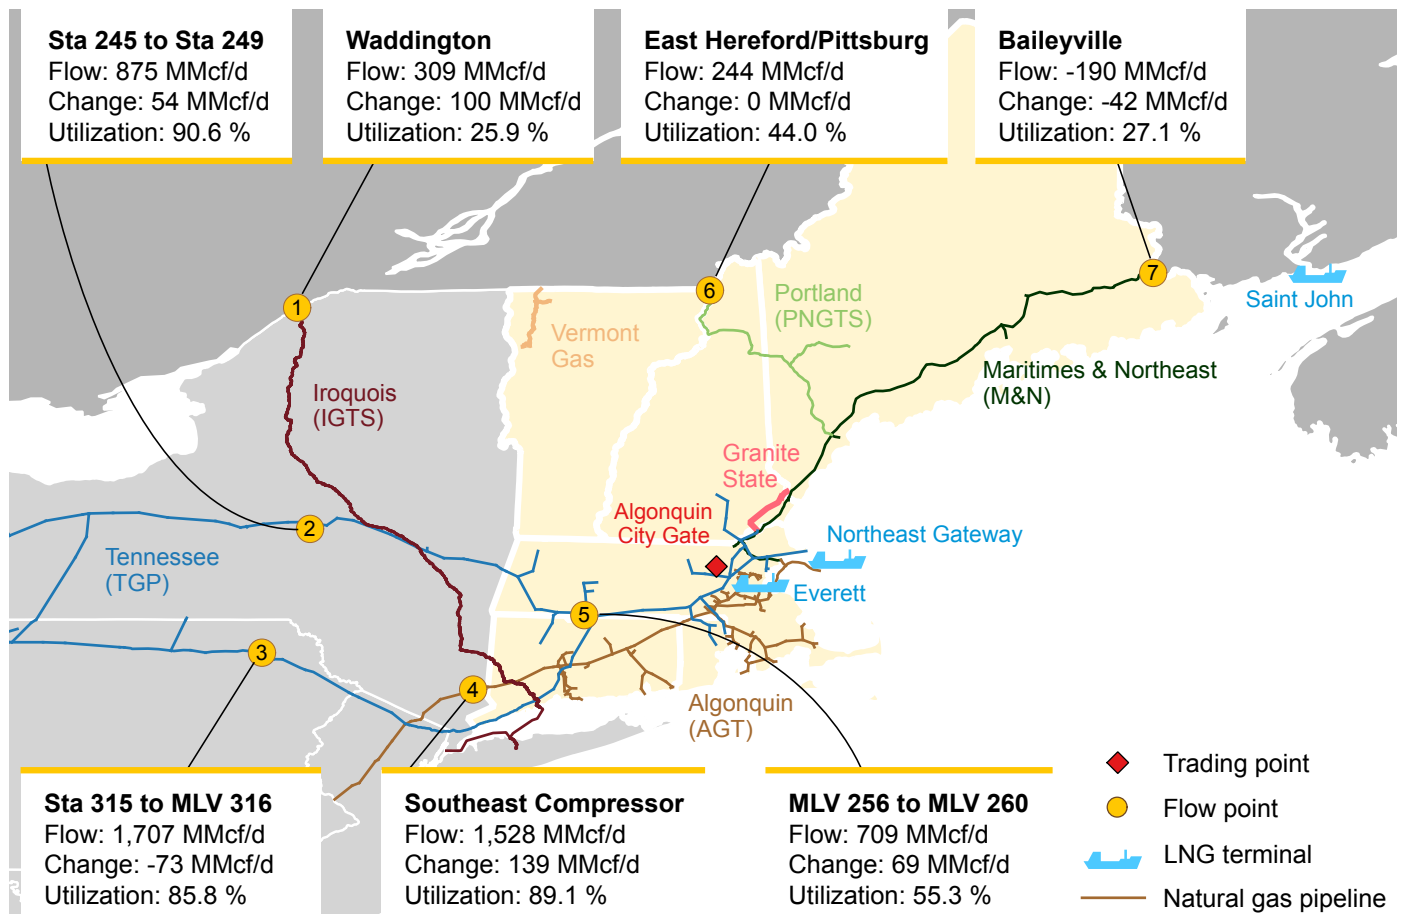 Sta 245 to Sta 249
Flow: 875 MMcf/d
Change: 54 MMcf/d
Utilization: 90.6 %
Waddington
Flow: 309 MMcf/d
Change: 100 MMcf/d
Utilization: 25.9 %
East Hereford/Pittsburg
Flow: 244 MMcf/d
Change: 0 MMcf/d
Utilization: 44.0 %
Baileyville
Flow: -190 MMcf/d
Change: -42 MMcf/d
Utilization: 27.1 %
7
6
1
Saint John
Portland
(PNGTS)
Vermont
Gas
Maritimes & Northeast
(M&N)
Iroquois
(IGTS)
Granite
State
Algonquin
City Gate
2
Northeast Gateway
Tennessee
(TGP)
Everett
5
3
4
Algonquin
(AGT)
Sta 315 to MLV 316
Flow: 1,707 MMcf/d
Change: -73 MMcf/d
Utilization: 85.8 %
Southeast Compressor
Flow: 1,528 MMcf/d
Change: 139 MMcf/d
Utilization: 89.1 %
MLV 256 to MLV 260
Flow: 709 MMcf/d
Change: 69 MMcf/d
Utilization: 55.3 %
Trading point
Flow point
LNG terminal
Natural gas pipeline